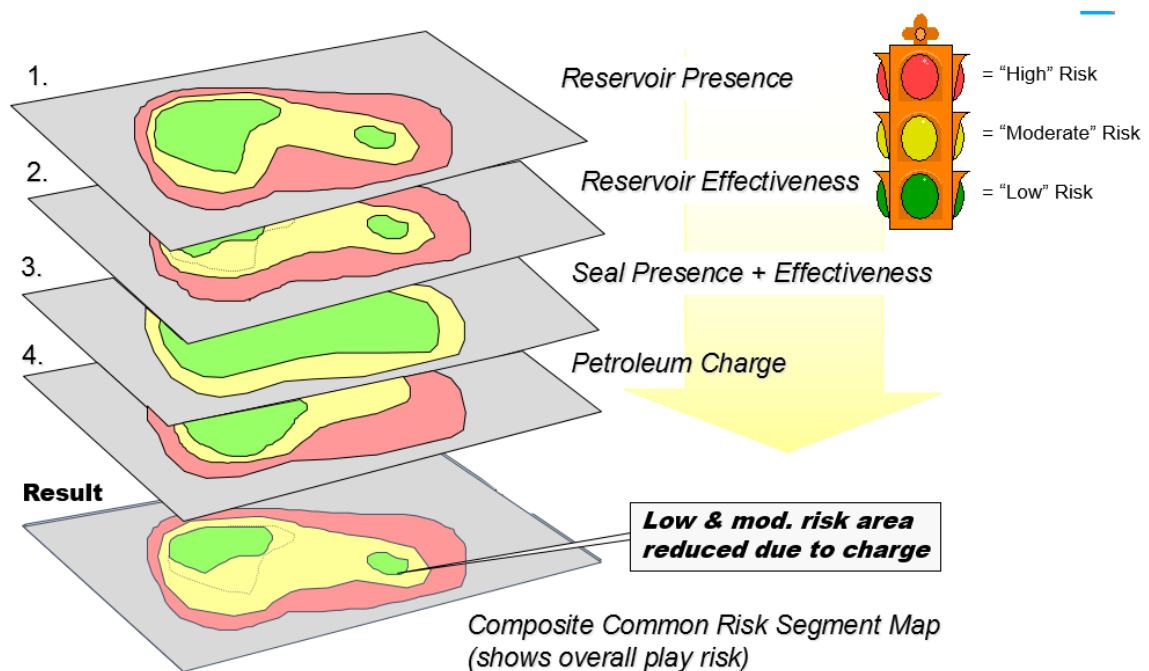 1.
Reservoir Presence
= “High” Risk
= “Moderate” Risk
2.
Reservoir Effectiveness
= “Low” Risk
3.
Seal Presence + Effectiveness
4.
Petroleum Charge
Result
Low & mod. risk area
reduced due to charge
Composite Common Risk Segment Map
(shows overall play risk)